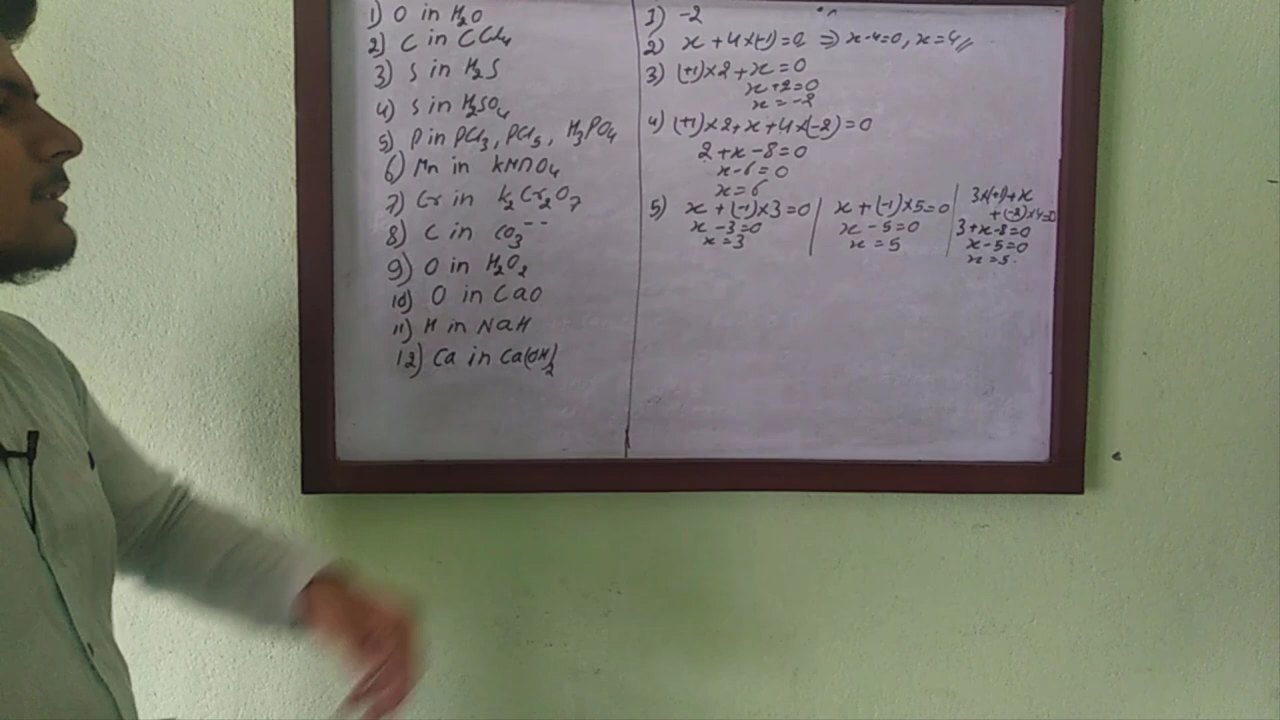 1) O in H₂O
2) C in CCl₄
3) S in H₂S
4) S in H₂SO₄
5) P in PCl₃, PCl₅, H₃PO₄
6) Mn in kMnO₄
7) Cr in k₂Cr₂O₇
8) C in CO₃⁻⁻
9) O in H₂O₂
10) O in CaO
11) H in NaH
12) Ca in Ca(OH)₂
1) -2
2) x + 4×(-1) = 0 ⇒ x-4=0, x=4//
3) (+1)×2 + x = 0
x + 2 = 0
x = -2
4) (+1)×2 + x + 4×(-2) = 0
2 + x - 8 = 0
x - 6 = 0
x = 6
5) x + (-1)×3 = 0
x - 3 = 0
x = 3
x + (-1)×5 = 0
x - 5 = 0
x = 5
3×(+1) + x
+ (-2)×4=0
3 + x - 8 = 0
x - 5 = 0
x = 5.